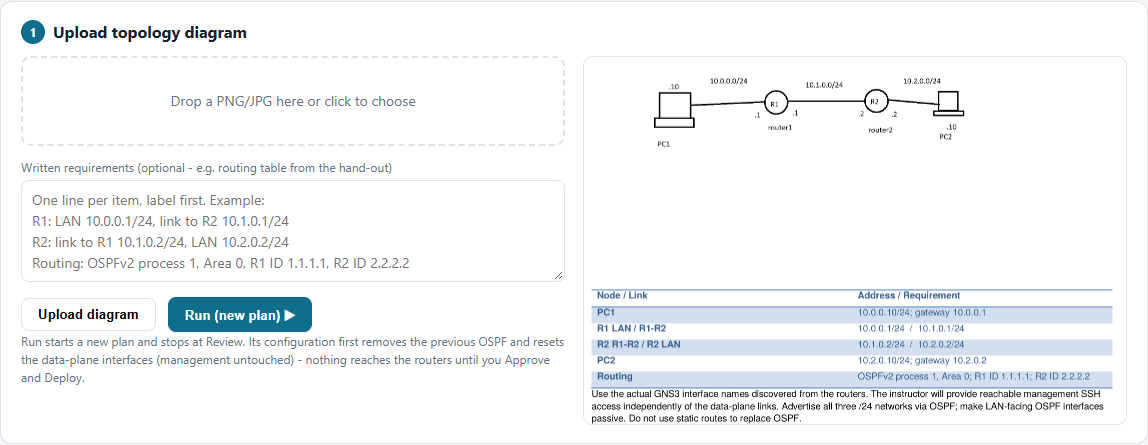 1 Upload topology diagram
Drop a PNG/JPG here or click to choose
Written requirements (optional - e.g. routing table from the hand-out)
One line per item, label first. Example:
R1: LAN 10.0.0.1/24, link to R2 10.1.0.1/24
R2: link to R1 10.1.0.2/24, LAN 10.2.0.2/24
Routing: OSPFv2 process 1, Area 0, R1 ID 1.1.1.1, R2 ID 2.2.2.2
Upload diagram Run (new plan) ▶
Run starts a new plan and stops at Review. Its configuration first removes the previous OSPF and resets
the data-plane interfaces (management untouched) - nothing reaches the routers until you Approve
and Deploy.
10.0.0.0/24 10.1.0.0/24 10.2.0.0/24
.10
R1 R2
.1 .1 .2 .2
router1 router2 .10
PC1 PC2
Node / Link Address / Requirement
PC1 10.0.0.10/24; gateway 10.0.0.1
R1 LAN / R1-R2 10.0.0.1/24 / 10.1.0.1/24
R2 R1-R2 / R2 LAN 10.1.0.2/24 / 10.2.0.2/24
PC2 10.2.0.10/24; gateway 10.2.0.2
Routing OSPFv2 process 1, Area 0; R1 ID 1.1.1.1; R2 ID 2.2.2.2
Use the actual GNS3 interface names discovered from the routers. The instructor will provide reachable management SSH
access independently of the data-plane links. Advertise all three /24 networks via OSPF; make LAN-facing OSPF interfaces
passive. Do not use static routes to replace OSPF.